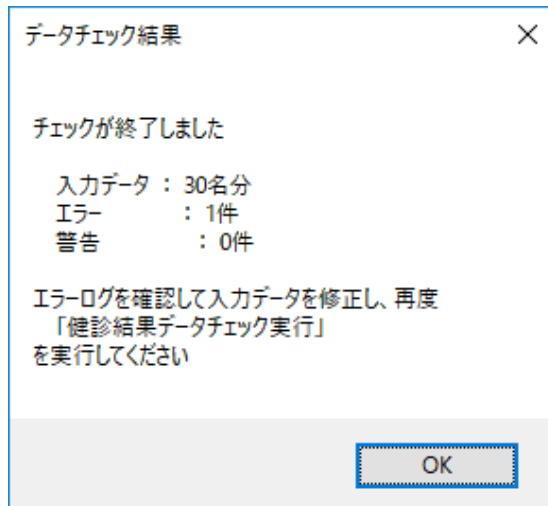 データチェック結果
チェックが終了しました
入力データ : 30名分
エラー : 1件
警告 : 0件
エラーログを確認して入力データを修正し、再度
「健診結果データチェック実行」
を実行してください
OK